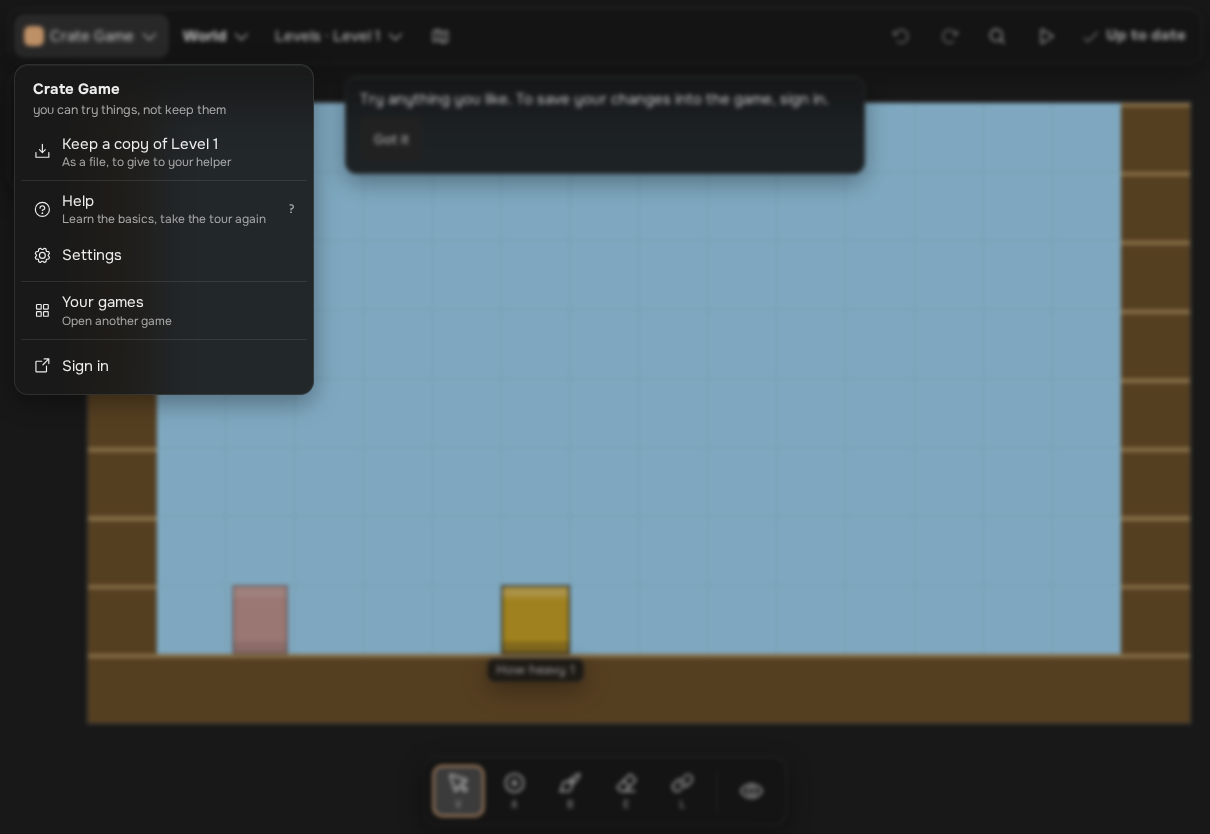 Crate Game
World
Levels · Level 1
Up to date
Crate Game
you can try things, not keep them
Keep a copy of Level 1
As a file, to give to your helper
Help
Learn the basics, take the tour again
?
Settings
Your games
Open another game
Sign in
Try anything you like. To save your changes into the game, sign in.
Got it
How heavy 1
A
B
E
L